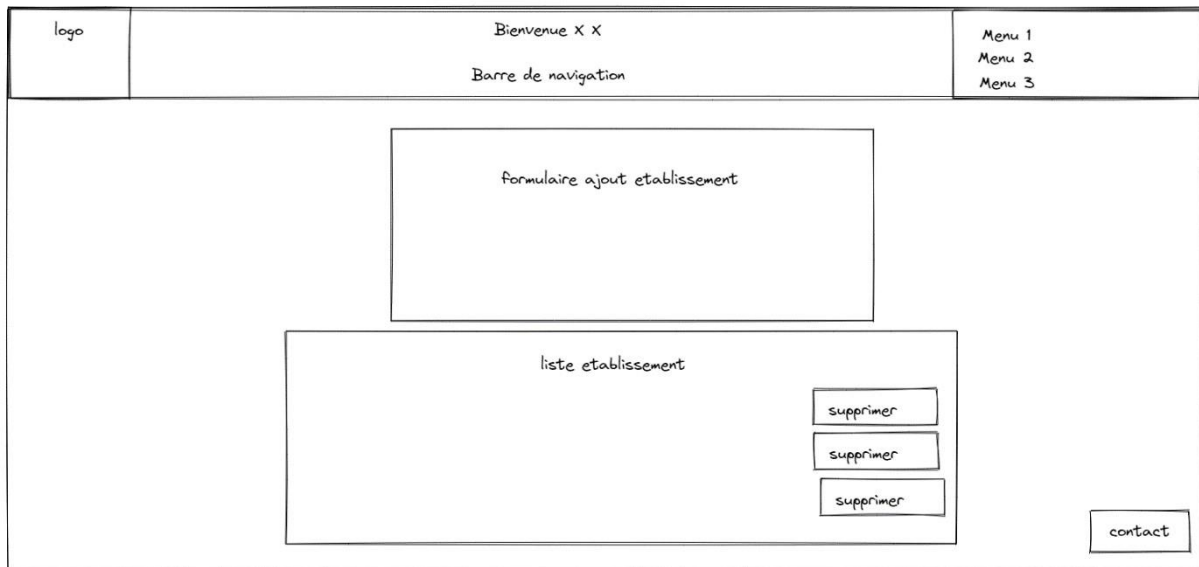 logo
Bienvenue X X
Barre de navigation
Menu 1
Menu 2
Menu 3
formulaire ajout etablissement
liste etablissement
supprimer
supprimer
supprimer
contact